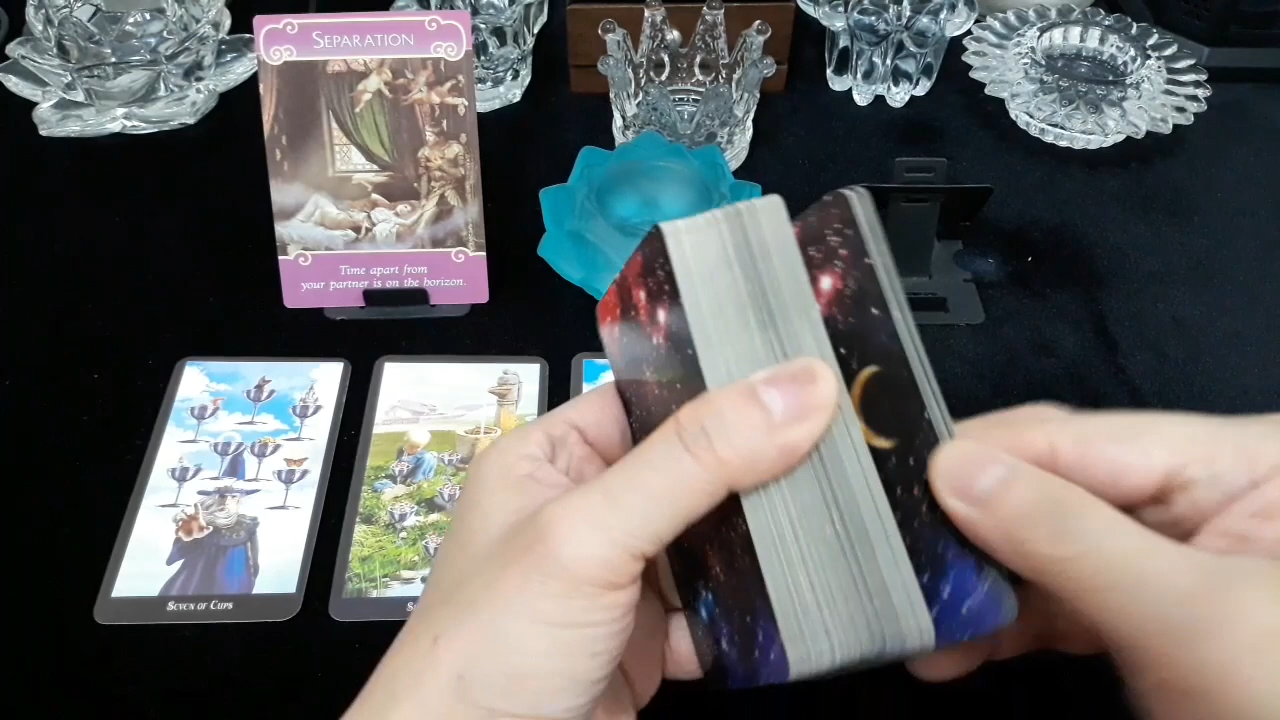 SEPARATION
Time apart from
your partner is on the horizon.
SEVEN OF CUPS